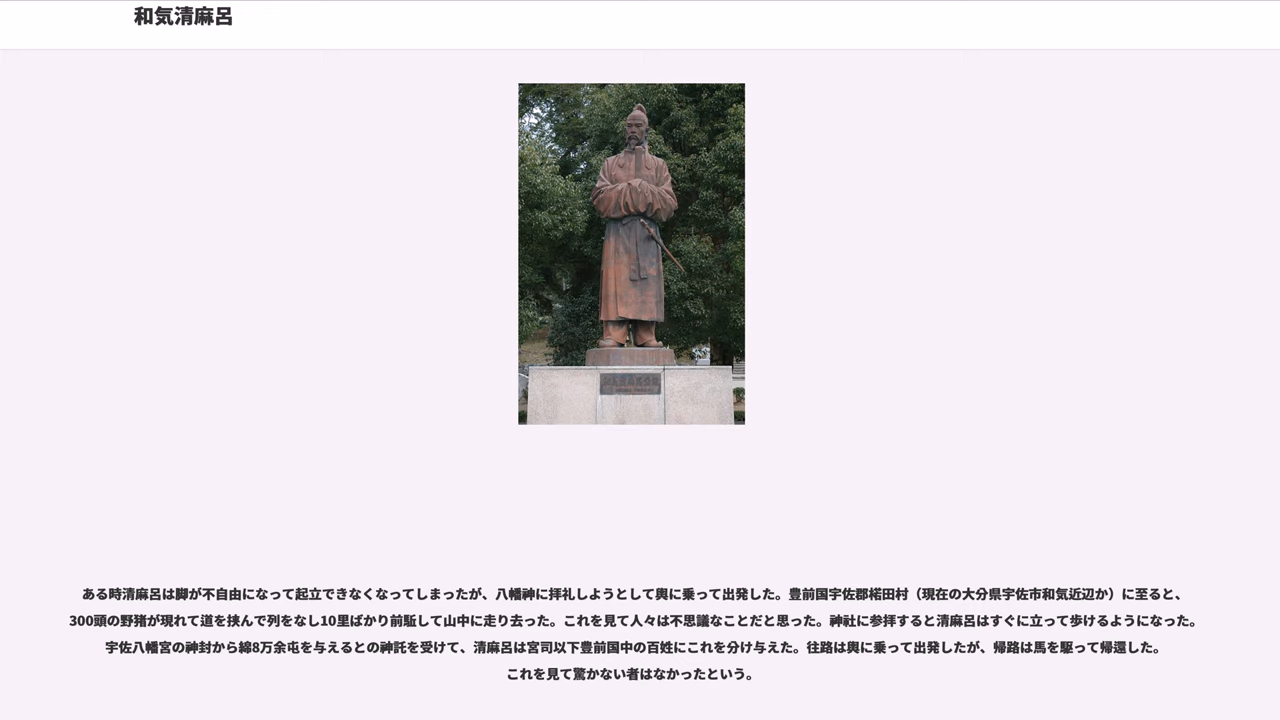 和気清麻呂
ある時清麻呂は脚が不自由になって起立できなくなってしまったが、八幡神に拝礼しようとして輿に乗って出発した。豊前国宇佐郡楉田村（現在の大分県宇佐市和気近辺か）に至ると、
300頭の野猪が現れて道を挟んで列をなし10里ばかり前駈して山中に走り去った。これを見て人々は不思議なことだと思った。神社に参拝すると清麻呂はすぐに立って歩けるようになった。
宇佐八幡宮の神封から綿8万余屯を与えるとの神託を受けて、清麻呂は宮司以下豊前国中の百姓にこれを分け与えた。往路は輿に乗って出発したが、帰路は馬を駆って帰還した。
これを見て驚かない者はなかったという。